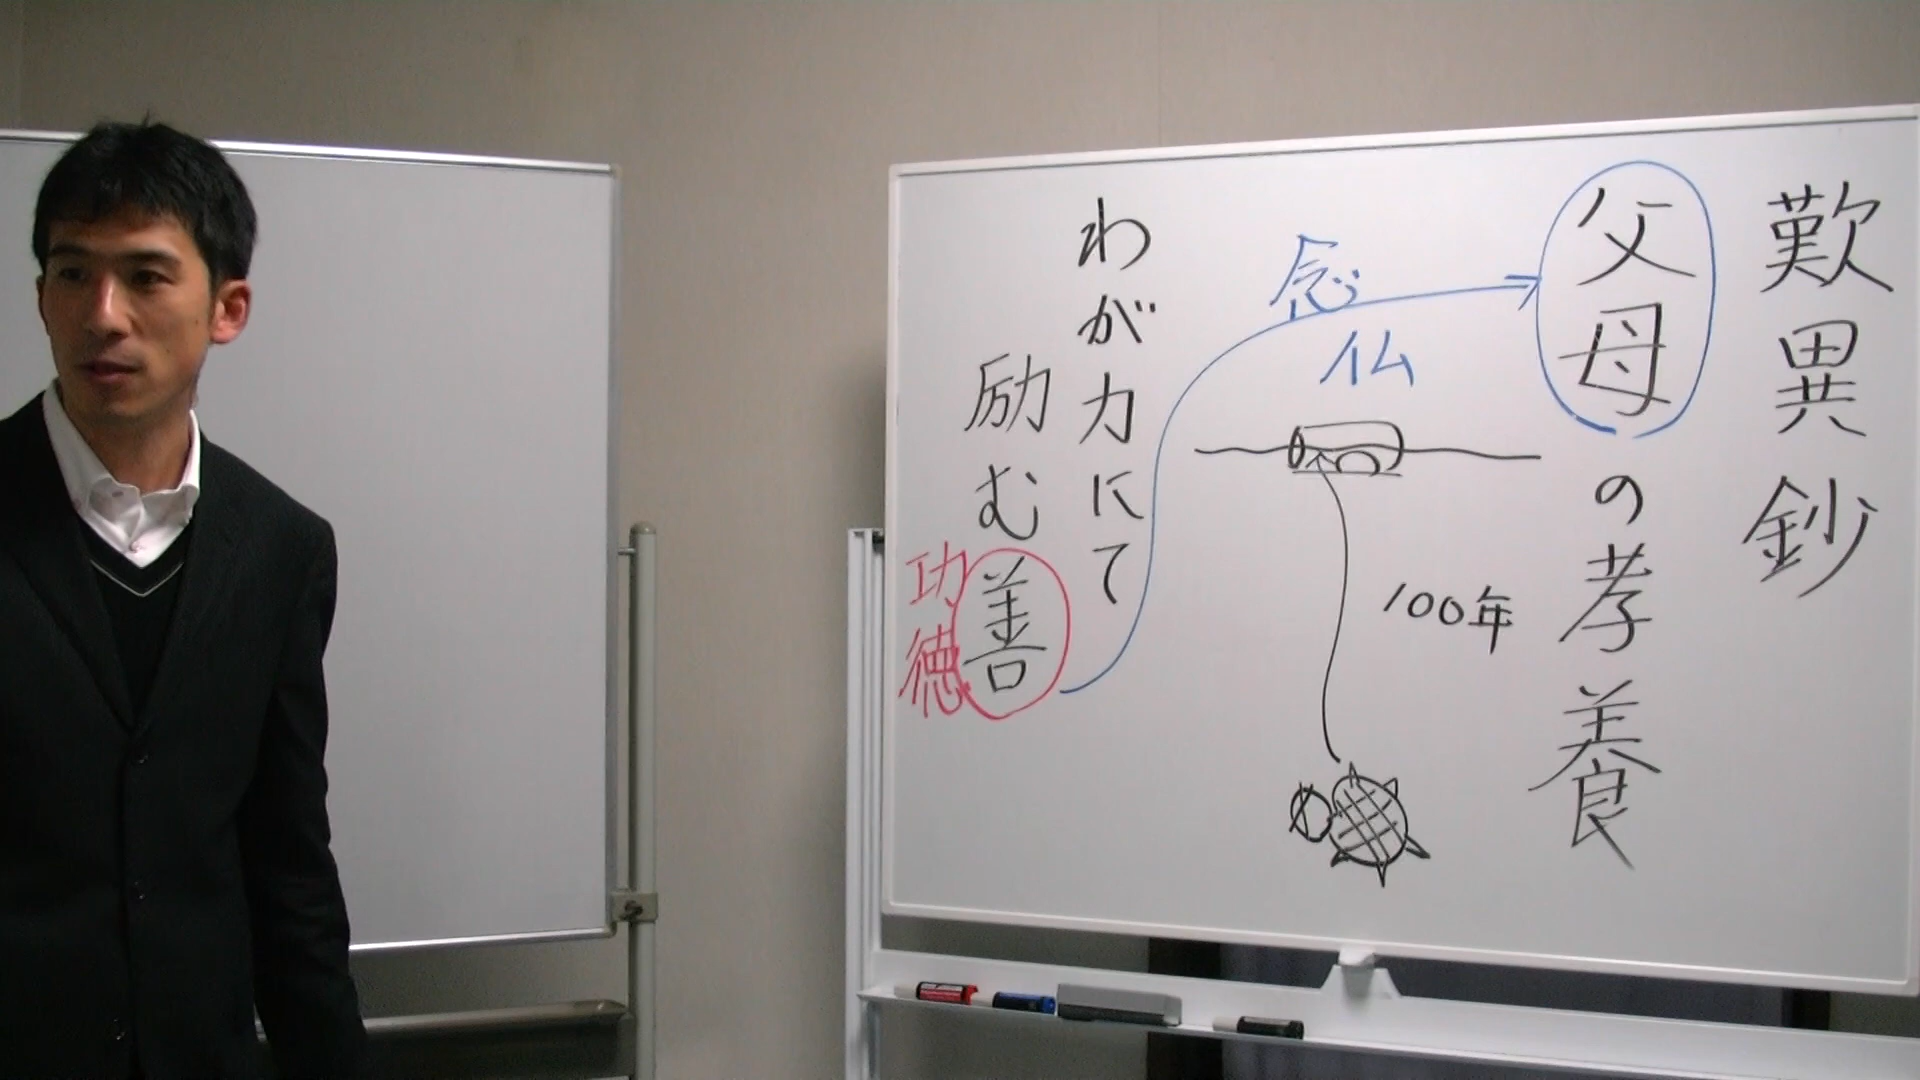 歎異鈔
父母の孝養
念仏
100年
わが力にて
励む善
功徳